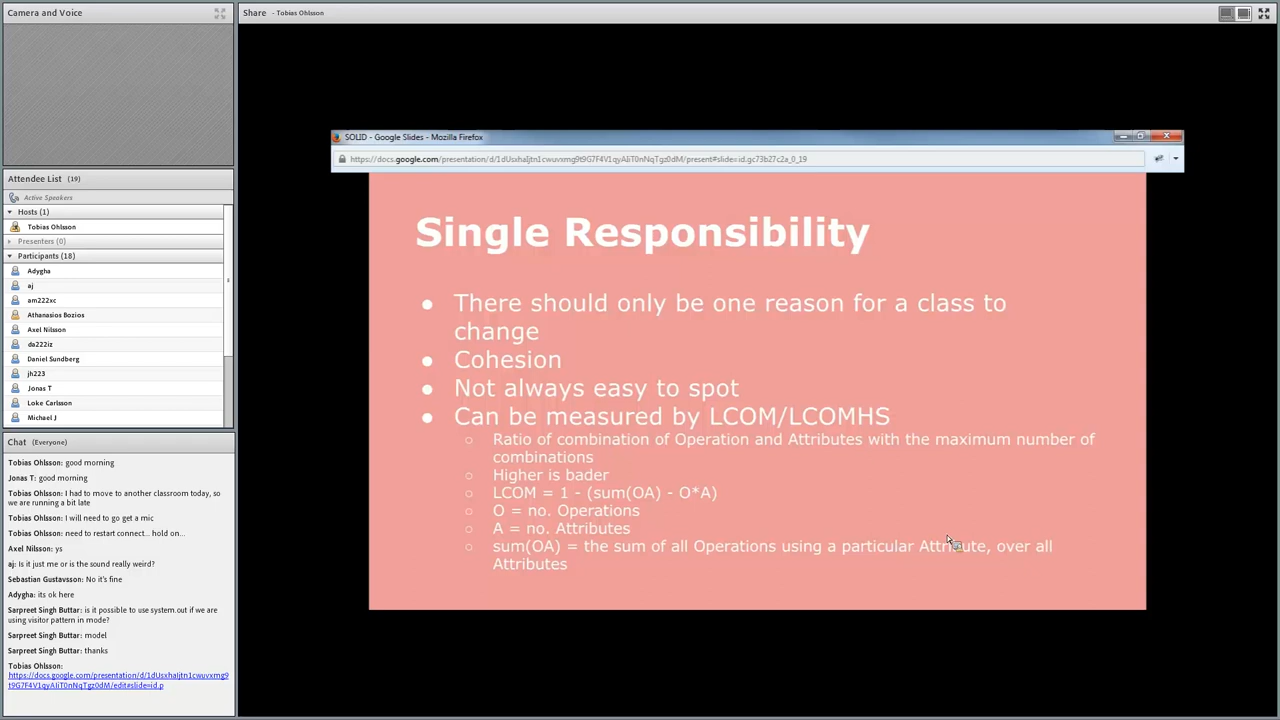 Camera and Voice
Share - Tobias Ohlsson
SOLID - Google Slides - Mozilla Firefox
Attendee List (19)
Active Speakers
Hosts (1)
Tobias Ohlsson
Presenters (0)
Participants (18)
Adygha
aj
am222xc
Athanasios Bozios
Axel Nilsson
da222iz
Daniel Sundberg
jh223
Jonas T
Loke Carlsson
Michael J
Single Responsibility
● There should only be one reason for a class to
change
● Cohesion
● Not always easy to spot
● Can be measured by LCOM/LCOMHS
○ Ratio of combination of Operation and Attributes with the maximum number of
combinations
○ Higher is bader
○ LCOM = 1 - (sum(OA) - O*A)
○ O = no. Operations
○ A = no. Attributes
○ sum(OA) = the sum of all Operations using a particular Attribute, over all
Attributes
Chat (Everyone)
Tobias Ohlsson: good morning
Jonas T: good morning
Tobias Ohlsson: I had to move to another classroom today, so
we are running a bit late
Tobias Ohlsson: I will need to go get a mic
Tobias Ohlsson: need to restart connect... hold on...
Axel Nilsson: ys
aj: Is it just me or is the sound really weird?
Sebastian Gustavsson: No it's fine
Adygha: its ok here
Sarpreet Singh Buttar: is it possible to use system.out if we are
using visitor pattern in mode?
Sarpreet Singh Buttar: model
Sarpreet Singh Buttar: thanks
Tobias Ohlsson: